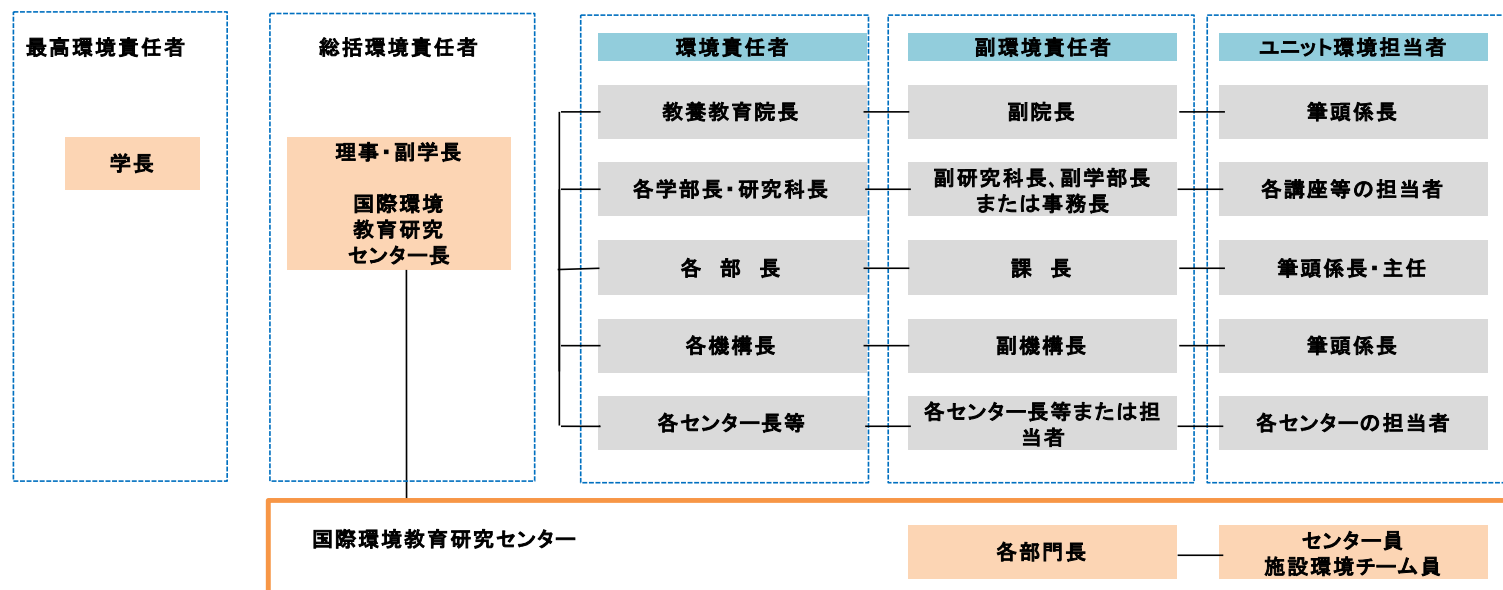 最高環境責任者
総括環境責任者
環境責任者
副環境責任者
ユニット環境担当者
学長
理事・副学長
国際環境
教育研究
センター長
教養教育院長
副院長
筆頭係長
各学部長・研究科長
副研究科長、副学部長
または事務長
各講座等の担当者
各 部 長
課 長
筆頭係長・主任
各機構長
副機構長
筆頭係長
各センター長等
各センター長等または担
当者
各センターの担当者
国際環境教育研究センター
各部門長
センター員
施設環境チーム員